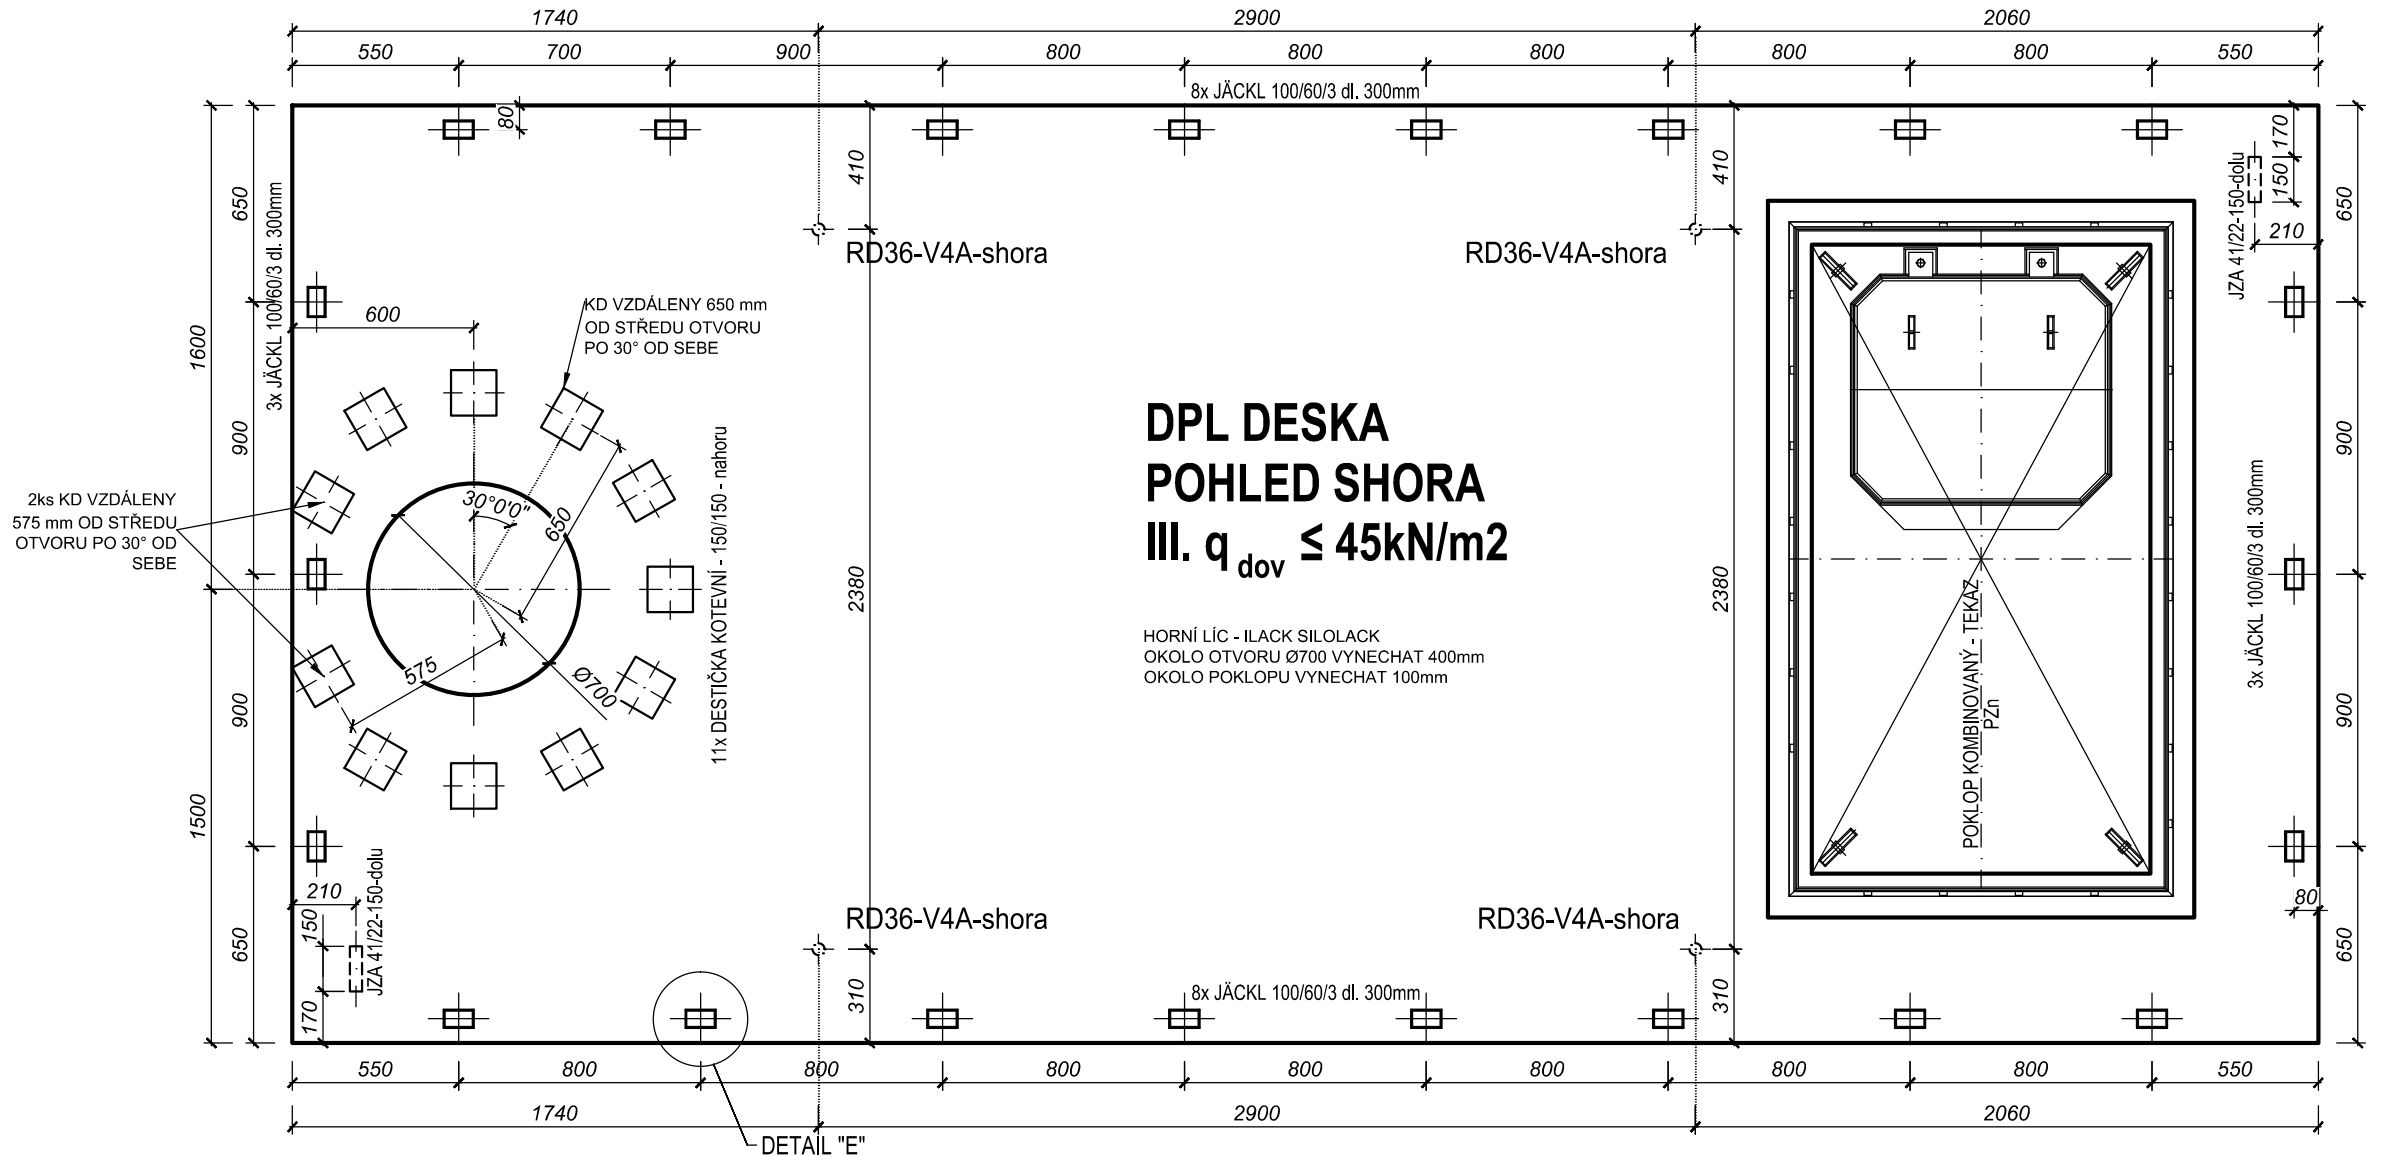 1740
2900
2060
550
700
900
800
800
800
800
800
550
8x JÄCKL 100/60/3 dl. 300mm
80
410
410
170
150
JZA 41/22-150-dolu
210
650
900
900
650
80
3x JÄCKL 100/60/3 dl. 300mm
RD36-V4A-shora
RD36-V4A-shora
650
900
900
650
1600
1500
3x JÄCKL 100/60/3 dl. 300mm
600
KD VZDÁLENY 650 mm
OD STŘEDU OTVORU
PO 30° OD SEBE
2ks KD VZDÁLENY
575 mm OD STŘEDU
OTVORU PO 30° OD
SEBE
30°0'0"
650
575
Ø700
11x DESTIČKA KOTEVNÍ - 150/150 - nahoru
2380
2380
DPL DESKA
POHLED SHORA
III. q dov ≤ 45kN/m2
HORNÍ LÍC - ILACK SILOLACK
OKOLO OTVORU Ø700 VYNECHAT 400mm
OKOLO POKLOPU VYNECHAT 100mm
POKLOP KOMBINOVANÝ - TEKAZ
PZn
210
150
170
JZA 41/22-150-dolu
RD36-V4A-shora
RD36-V4A-shora
310
310
8x JÄCKL 100/60/3 dl. 300mm
550
800
800
800
800
800
800
800
550
1740
2900
2060
DETAIL "E"